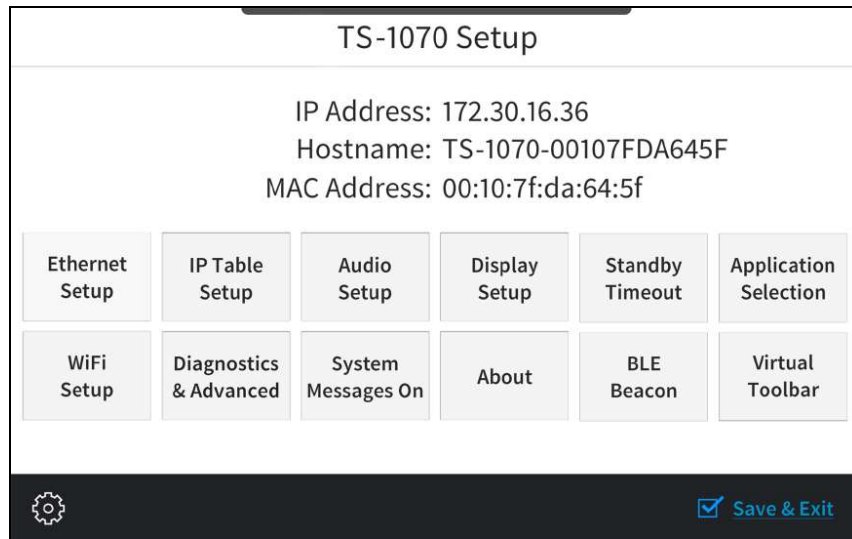 TS-1070 Setup
IP Address: 172.30.16.36
Hostname: TS-1070-00107FDA645F
MAC Address: 00:10:7f:da:64:5f
Ethernet
Setup
IP Table
Setup
Audio
Setup
Display
Setup
Standby
Timeout
Application
Selection
WiFi
Setup
Diagnostics
& Advanced
System
Messages On
About
BLE
Beacon
Virtual
Toolbar
Save & Exit